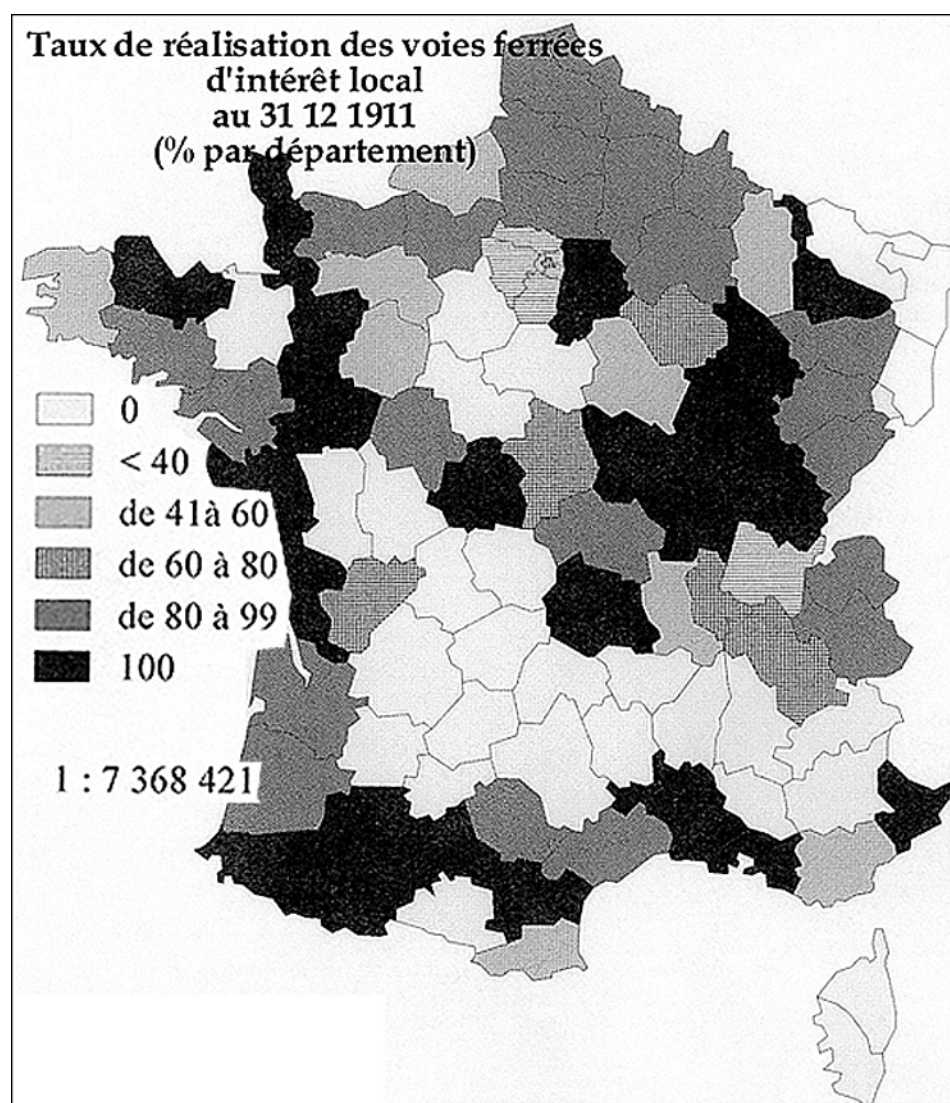 Taux de réalisation des voies ferrées
d'intérêt local
au 31 12 1911
(% par département)
0
< 40
de 41à 60
de 60 à 80
de 80 à 99
100
1 : 7 368 421